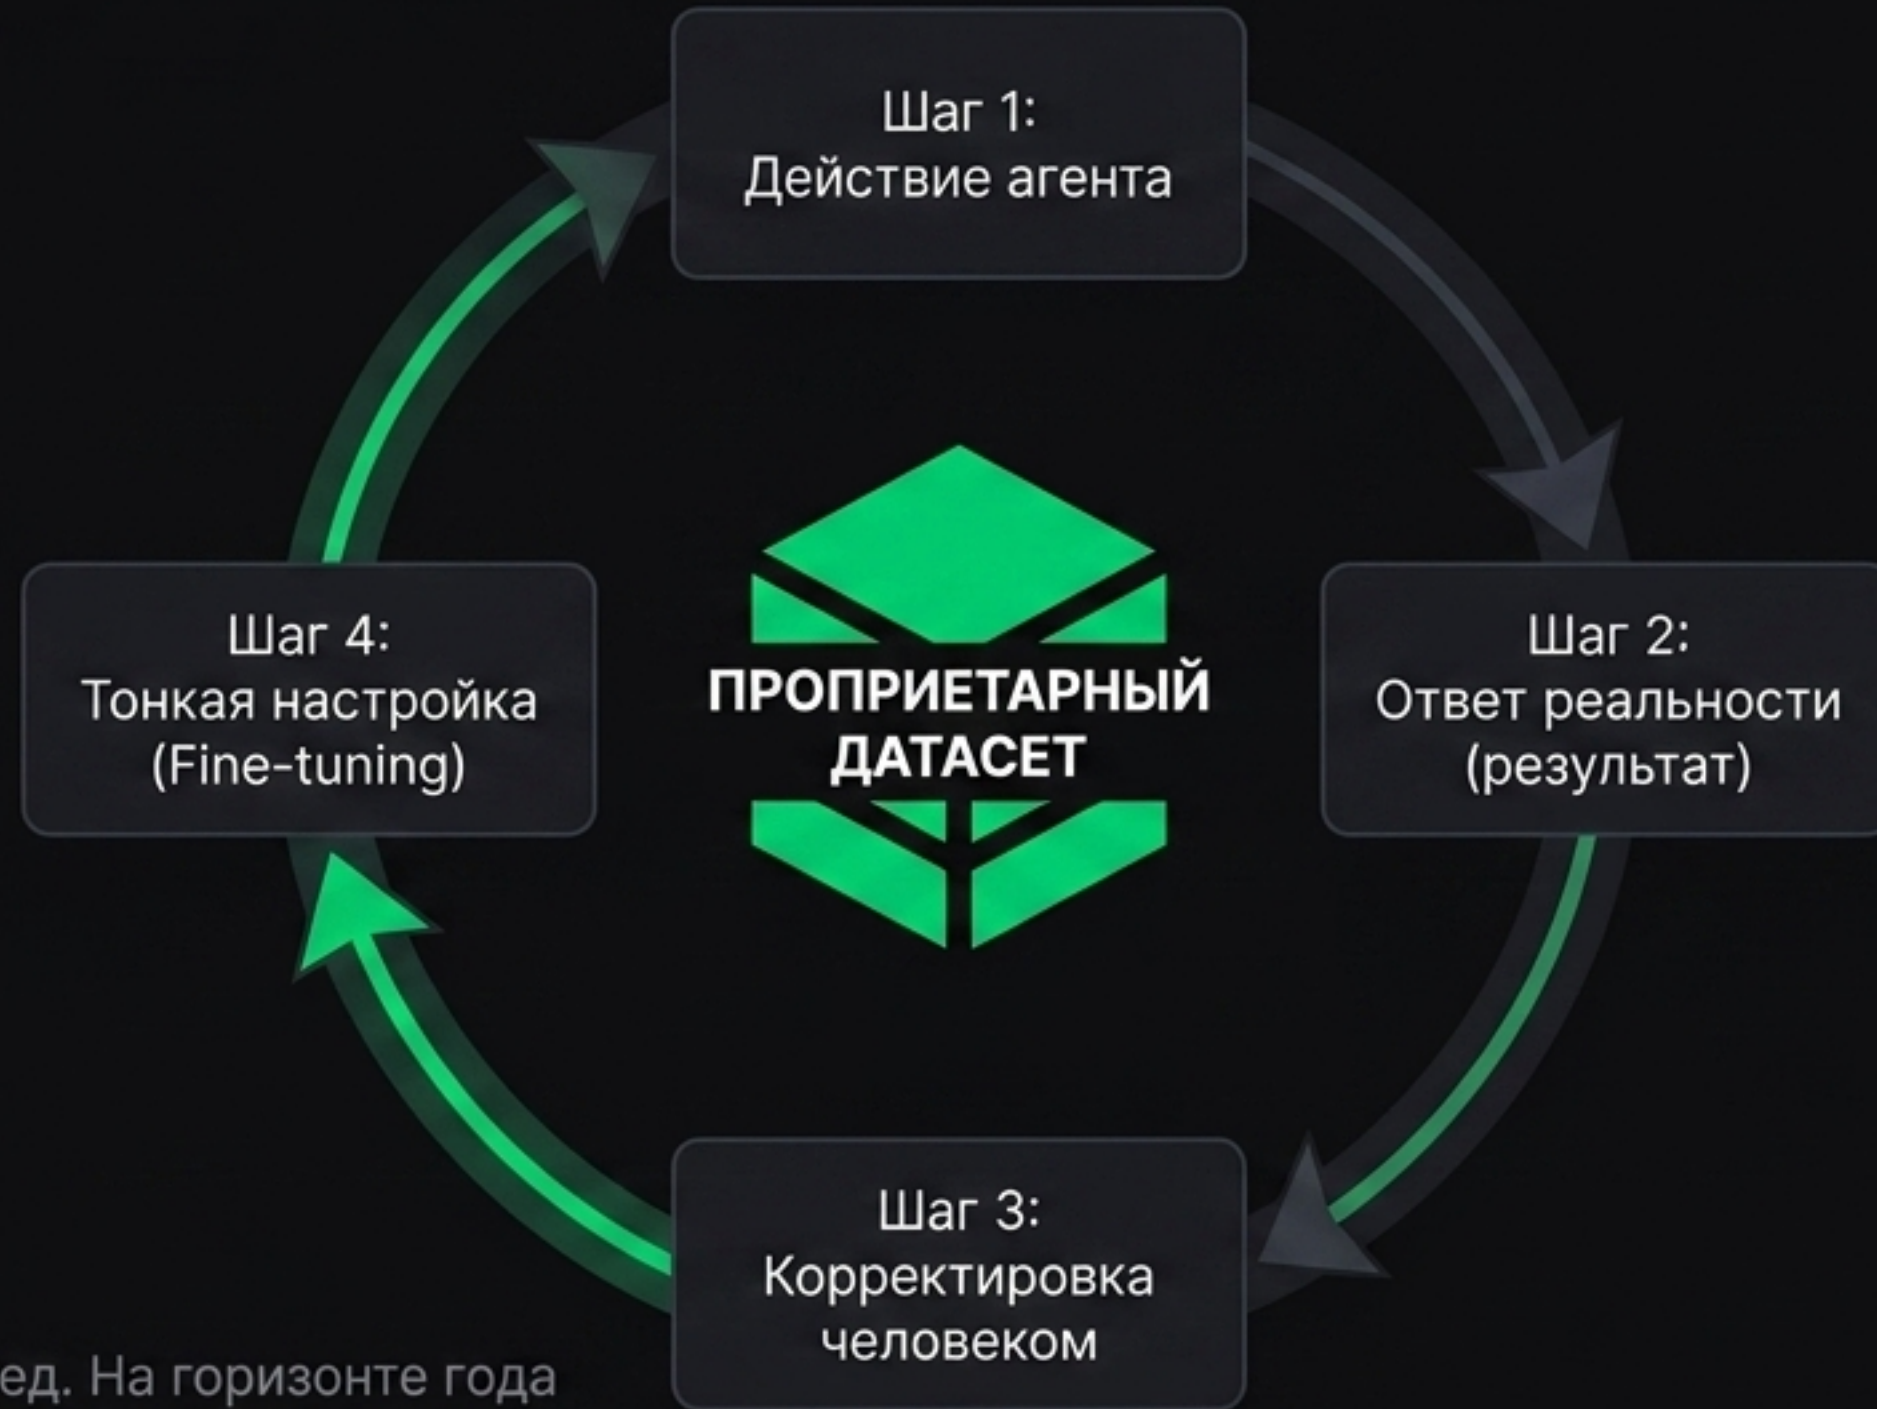 Шаг 1:
Действие агента
Шаг 2:
Ответ реальности
(результат)
Шаг 3:
Корректировка
человеком
Шаг 4:
Тонкая настройка
(Fine-tuning)
ПРОПРИЕТАРНЫЙ
ДАТАСЕТ
ед. На горизонте года